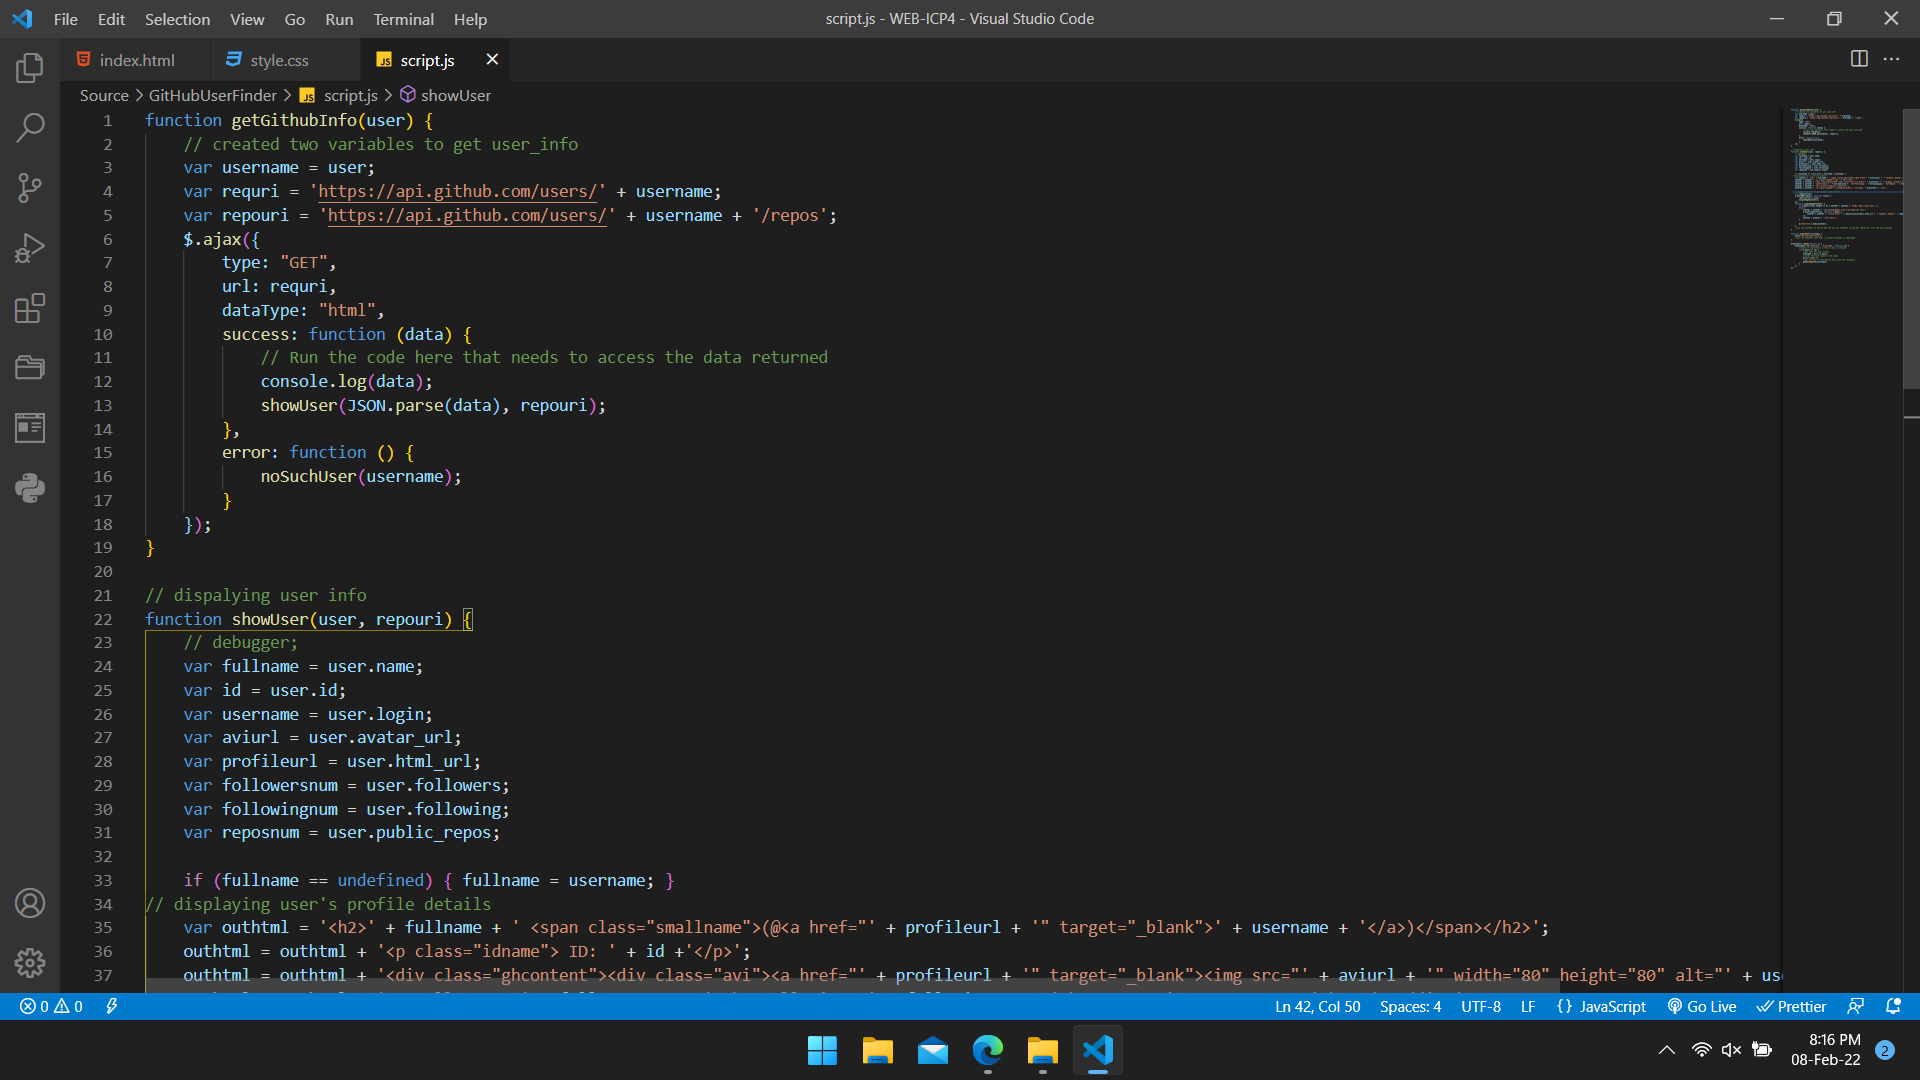 File Edit Selection View Go Run Terminal Help
script.js - WEB-ICP4 - Visual Studio Code
index.html
style.css
JS script.js
Source > GitHubUserFinder > JS script.js > showUser
1 function getGithubInfo(user) {
2 // created two variables to get user_info
3 var username = user;
4 var requri = 'https://api.github.com/users/' + username;
5 var repouri = 'https://api.github.com/users/' + username + '/repos';
6 $.ajax({
7 type: "GET",
8 url: requri,
9 dataType: "html",
10 success: function (data) {
11 // Run the code here that needs to access the data returned
12 console.log(data);
13 showUser(JSON.parse(data), repouri);
14 },
15 error: function () {
16 noSuchUser(username);
17 }
18 });
19 }
20
21 // dispalying user info
22 function showUser(user, repouri) {
23 // debugger;
24 var fullname = user.name;
25 var id = user.id;
26 var username = user.login;
27 var aviurl = user.avatar_url;
28 var profileurl = user.html_url;
29 var followersnum = user.followers;
30 var followingnum = user.following;
31 var reposnum = user.public_repos;
32
33 if (fullname == undefined) { fullname = username; }
34 // displaying user's profile details
35 var outhtml = '<h2>' + fullname + ' <span class="smallname">(@<a href="' + profileurl + '" target="_blank">' + username + '</a>)</span></h2>';
36 outhtml = outhtml + '<p class="idname"> ID: ' + id +'</p>';
37 outhtml = outhtml + '<div class="ghcontent"><div class="avi"><a href="' + profileurl + '" target="_blank"><img src="' + aviurl + '" width="80" height="80" alt="' + us
0 0
Ln 42, Col 50 Spaces: 4 UTF-8 LF {} JavaScript Go Live Prettier
8:16 PM
08-Feb-22
2